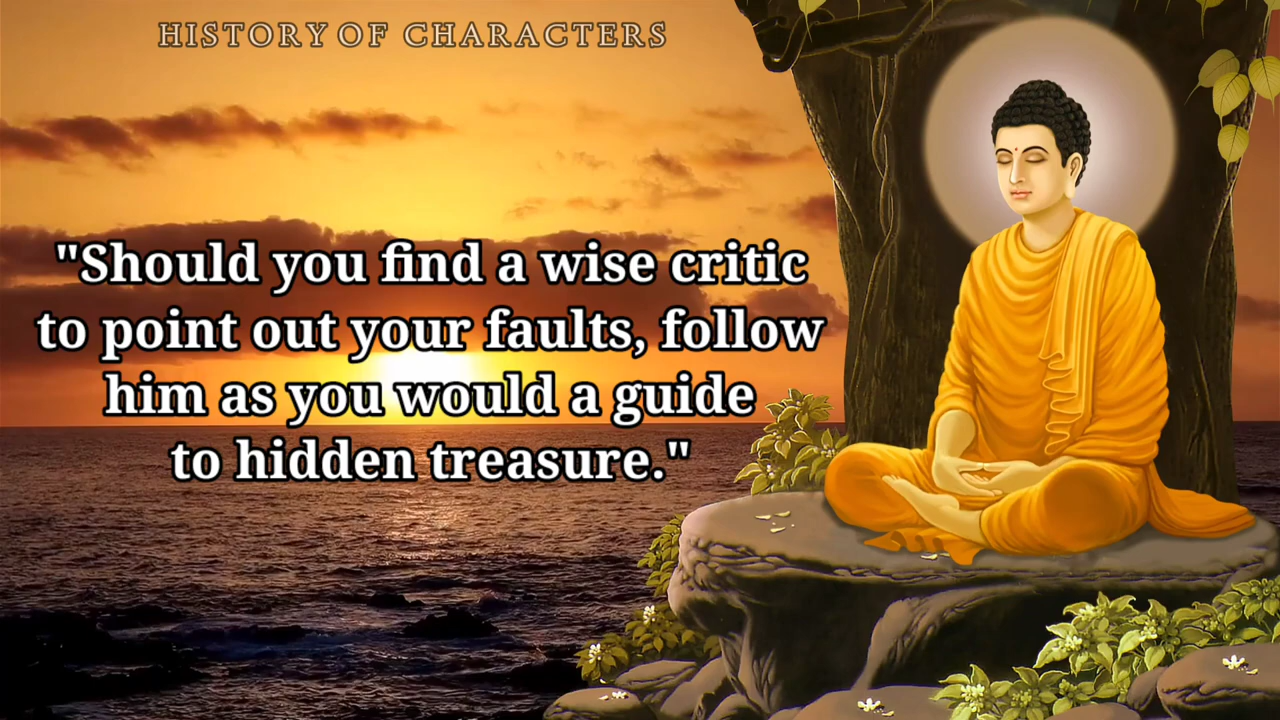 HISTORY OF CHARACTERS
"Should you find a wise critic
to point out your faults, follow
him as you would a guide
to hidden treasure."